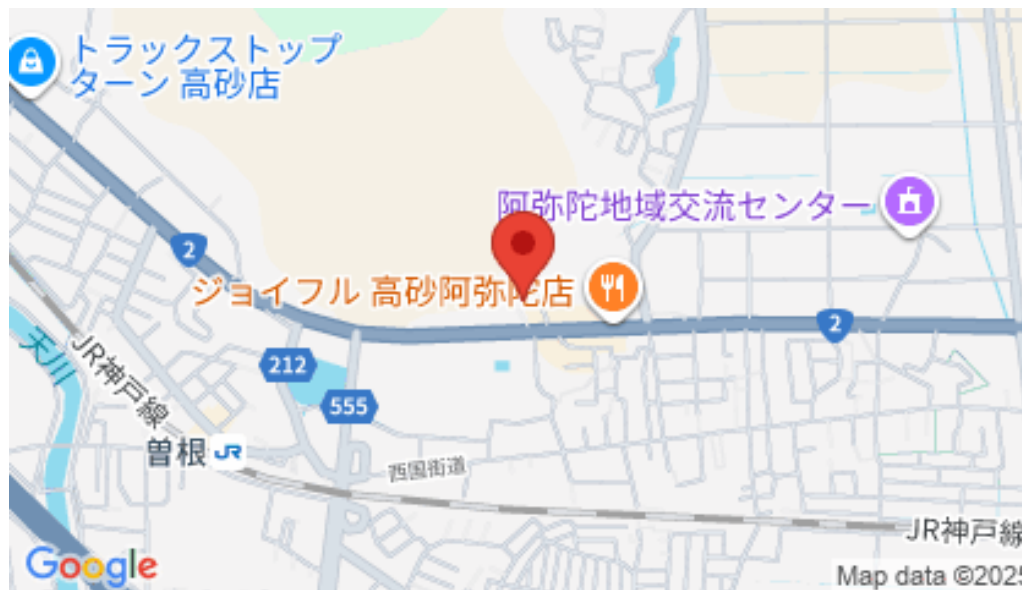 トラックストップ
ターン 高砂店
阿弥陀地域交流センター
2
ジョイフル 高砂阿弥陀店
2
天川
JR神戸線
212
555
曽根 JR
西国街道
JR神戸線
Google
Map data ©2025